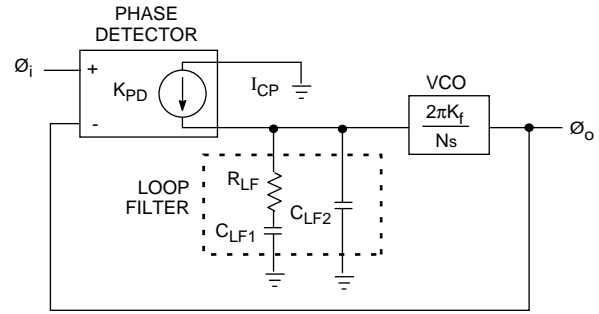 PHASE
DETECTOR
Øi
+
KPD
-
ICP
VCO
2πKf
Ns
Øo
LOOP
FILTER
RLF
CLF1
CLF2